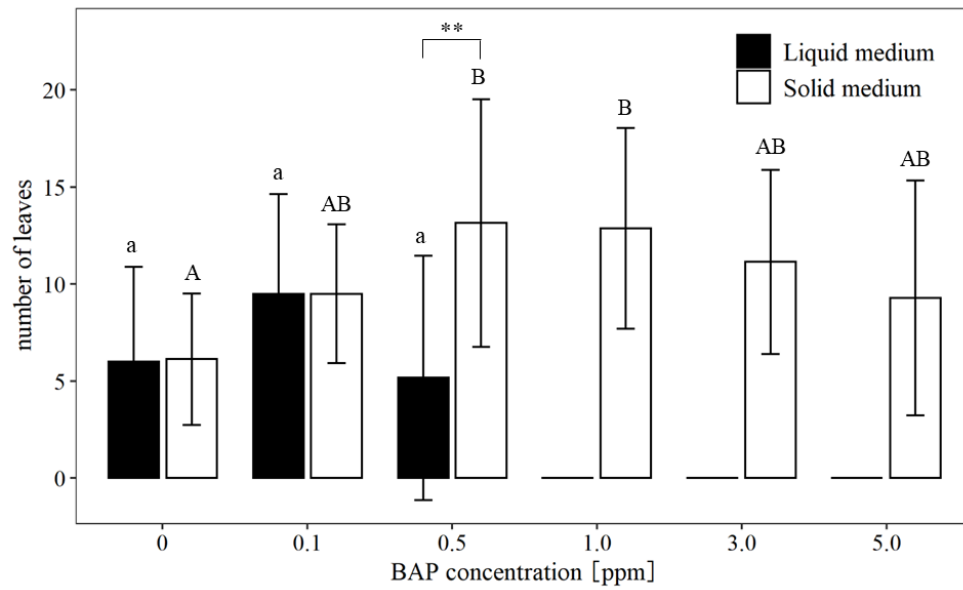 **
Liquid medium
Solid medium
20
15
10
5
0
number of leaves
a
A
a
AB
a
B
B
AB
AB
0
0.1
0.5
1.0
3.0
5.0
BAP concentration [ppm]